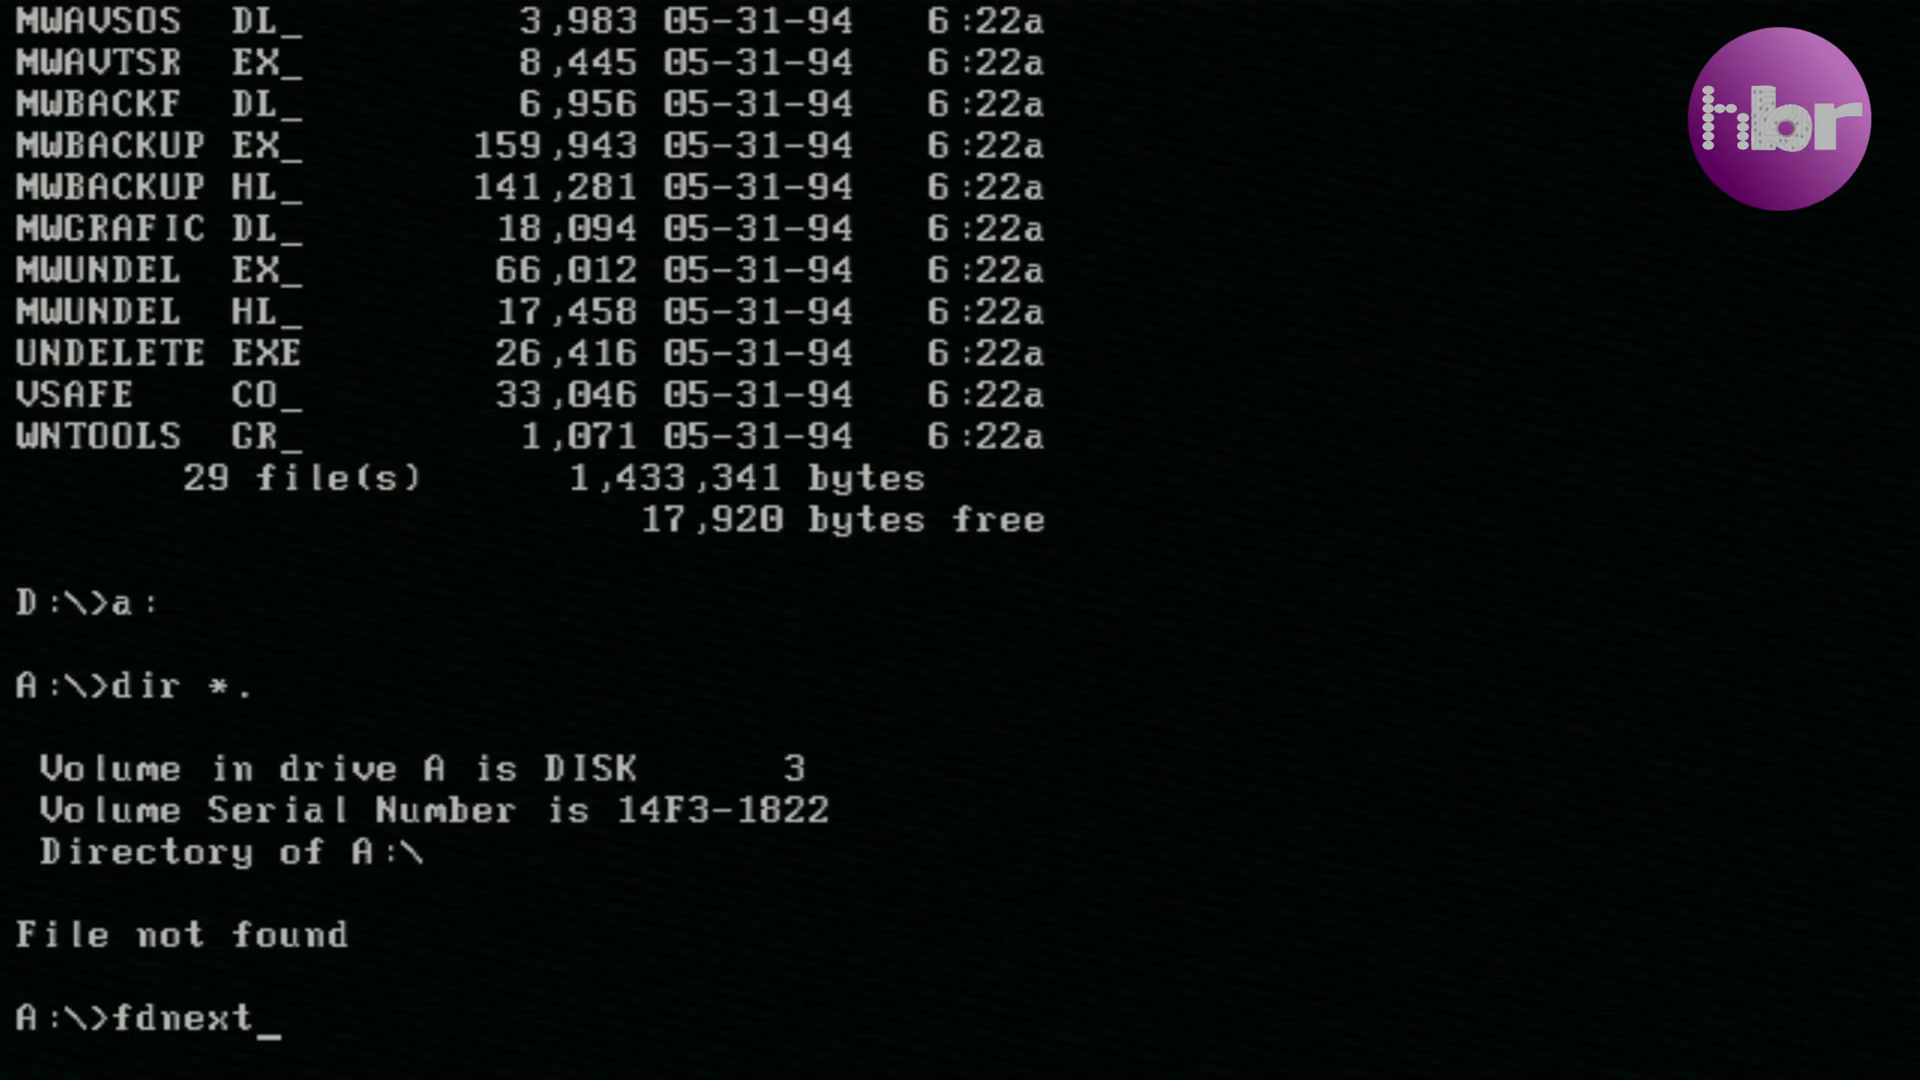 MWAVSOS  DL_         3,983 05-31-94   6:22a
MWAVTSR  EX_         8,445 05-31-94   6:22a
MWBACKF  DL_         6,956 05-31-94   6:22a
MWBACKUP EX_       159,943 05-31-94   6:22a
MWBACKUP HL_       141,281 05-31-94   6:22a
MWGRAFIC DL_        18,094 05-31-94   6:22a
MWUNDEL  EX_        66,012 05-31-94   6:22a
MWUNDEL  HL_        17,458 05-31-94   6:22a
UNDELETE EXE        26,416 05-31-94   6:22a
VSAFE    CO_        33,046 05-31-94   6:22a
WNTOOLS  GR_         1,071 05-31-94   6:22a
29 file(s)      1,433,341 bytes
17,920 bytes free
D:\>a:
A:\>dir *.
Volume in drive A is DISK      3
Volume Serial Number is 14F3-1822
Directory of A:\
File not found
A:\>fdnext_
hbr